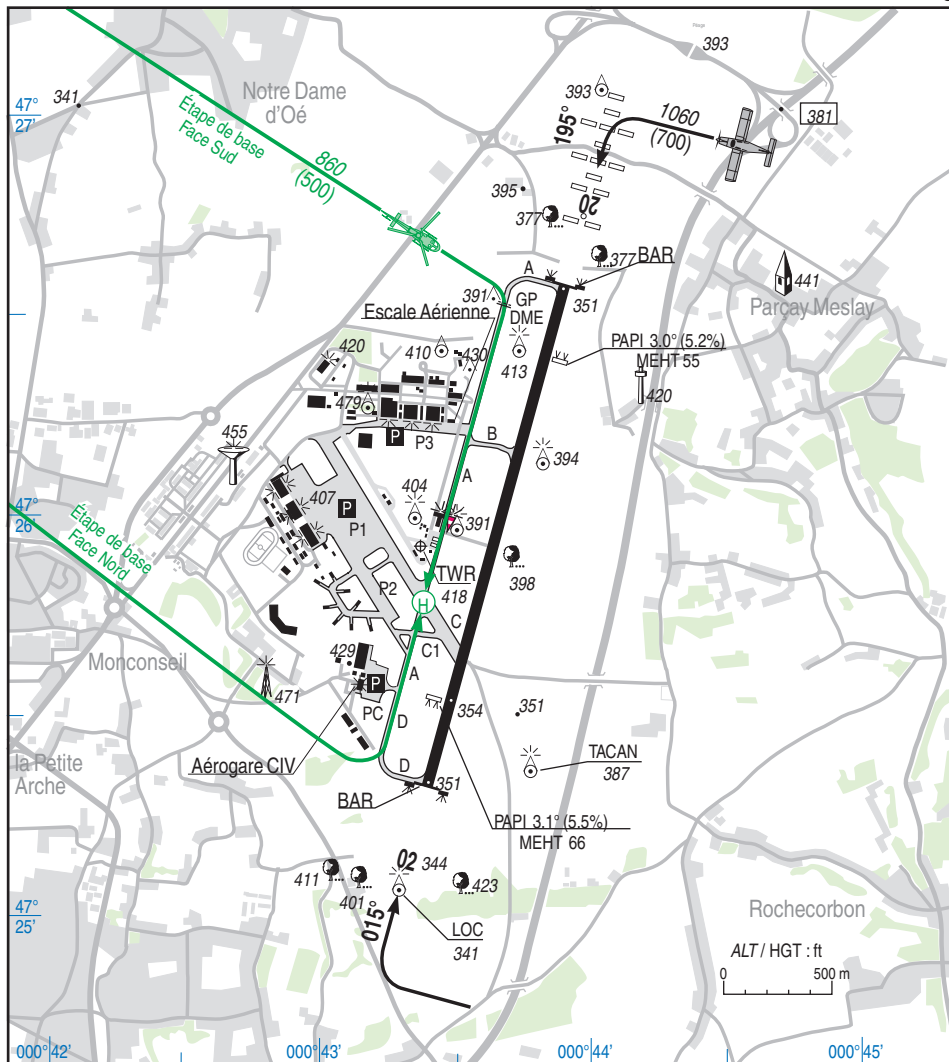 393
341
47°
27'
Notre Dame
d'Oé
393
195°
1060
(700)
381
Étape de base
Face Sud
860
(500)
395
377
20
377
BAR
441
Parçay Meslay
A
351
391
GP
DME
Escale Aérienne
PAPI 3.0° (5.2%)
MEHT 55
420
410
430
413
420
479
P
P3
B
455
394
A
407
404
P
P1
391
47°
26'
Étape de base
Face Nord
398
TWR
418
P2
H
C
C1
Monconseil
429
A
P
471
PC
354
351
D
TACAN
387
la Petite
Arche
Aérogare CIV
D
351
BAR
PAPI 3.1° (5.5%)
MEHT 66
02
344
411
401
423
47°
25'
015°
LOC
341
Rochecorbon
ALT / HGT : ft
0
500 m
000° 42'
000° 43'
000° 44'
000° 45'